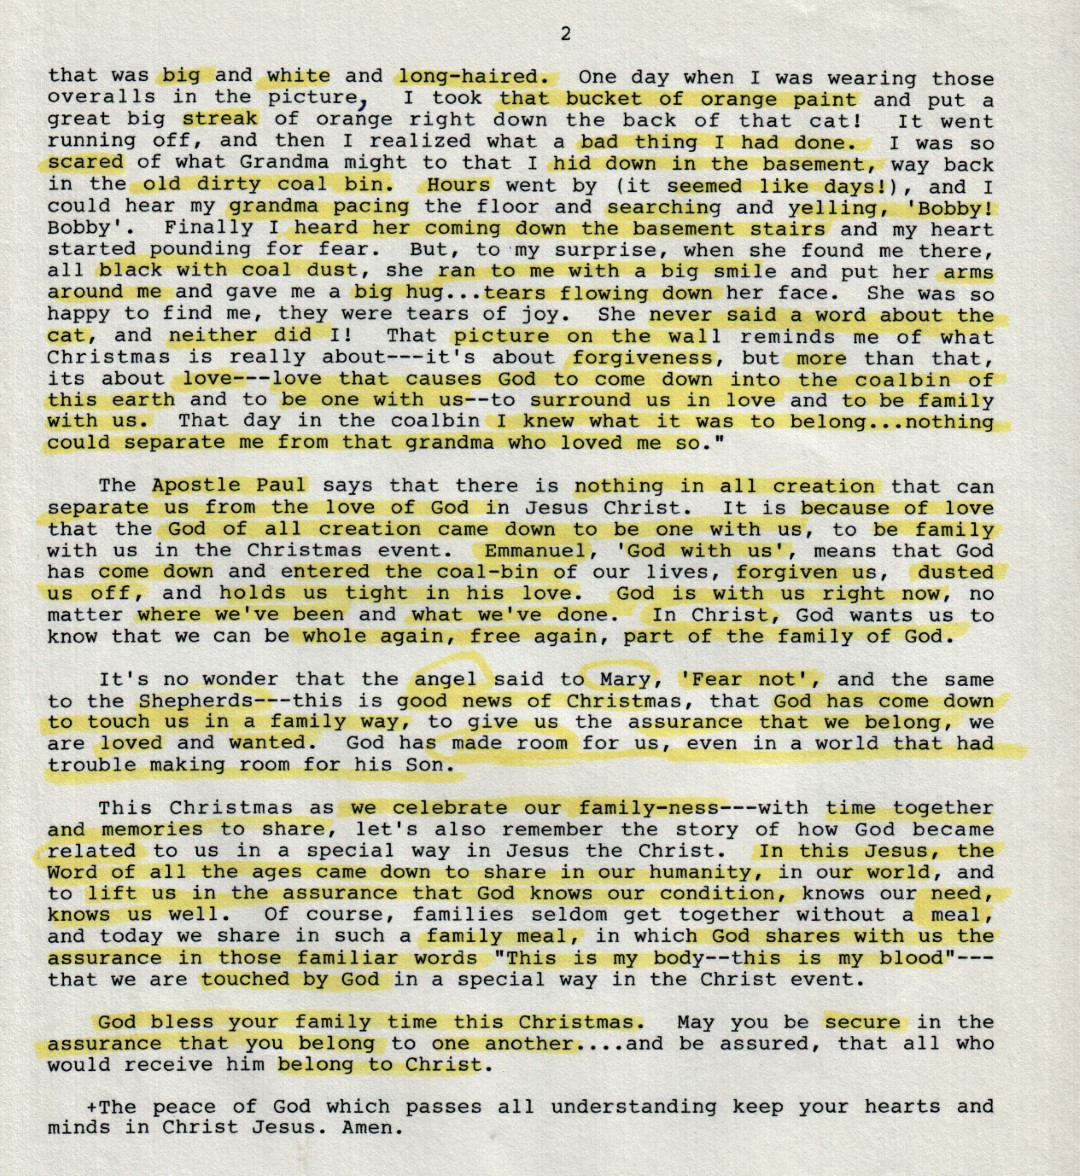 2
that was big and white and long-haired. One day when I was wearing those
overalls in the picture, I took that bucket of orange paint and put a
great big streak of orange right down the back of that cat! It went
running off, and then I realized what a bad thing I had done. I was so
scared of what Grandma might to that I hid down in the basement, way back
in the old dirty coal bin. Hours went by (it seemed like days!), and I
could hear my grandma pacing the floor and searching and yelling, 'Bobby!
Bobby'. Finally I heard her coming down the basement stairs and my heart
started pounding for fear. But, to my surprise, when she found me there,
all black with coal dust, she ran to me with a big smile and put her arms
around me and gave me a big hug...tears flowing down her face. She was so
happy to find me, they were tears of joy. She never said a word about the
cat, and neither did I! That picture on the wall reminds me of what
Christmas is really about---it's about forgiveness, but more than that,
its about love---love that causes God to come down into the coalbin of
this earth and to be one with us--to surround us in love and to be family
with us. That day in the coalbin I knew what it was to belong...nothing
could separate me from that grandma who loved me so."
The Apostle Paul says that there is nothing in all creation that can
separate us from the love of God in Jesus Christ. It is because of love
that the God of all creation came down to be one with us, to be family
with us in the Christmas event. Emmanuel, 'God with us', means that God
has come down and entered the coal-bin of our lives, forgiven us, dusted
us off, and holds us tight in his love. God is with us right now, no
matter where we've been and what we've done. In Christ, God wants us to
know that we can be whole again, free again, part of the family of God.
It's no wonder that the angel said to Mary, 'Fear not', and the same
to the Shepherds---this is good news of Christmas, that God has come down
to touch us in a family way, to give us the assurance that we belong, we
are loved and wanted. God has made room for us, even in a world that had
trouble making room for his Son.
This Christmas as we celebrate our family-ness---with time together
and memories to share, let's also remember the story of how God became
related to us in a special way in Jesus the Christ. In this Jesus, the
Word of all the ages came down to share in our humanity, in our world, and
to lift us in the assurance that God knows our condition, knows our need,
knows us well. Of course, families seldom get together without a meal,
and today we share in such a family meal, in which God shares with us the
assurance in those familiar words "This is my body--this is my blood"---
that we are touched by God in a special way in the Christ event.
God bless your family time this Christmas. May you be secure in the
assurance that you belong to one another....and be assured, that all who
would receive him belong to Christ.
+The peace of God which passes all understanding keep your hearts and
minds in Christ Jesus. Amen.